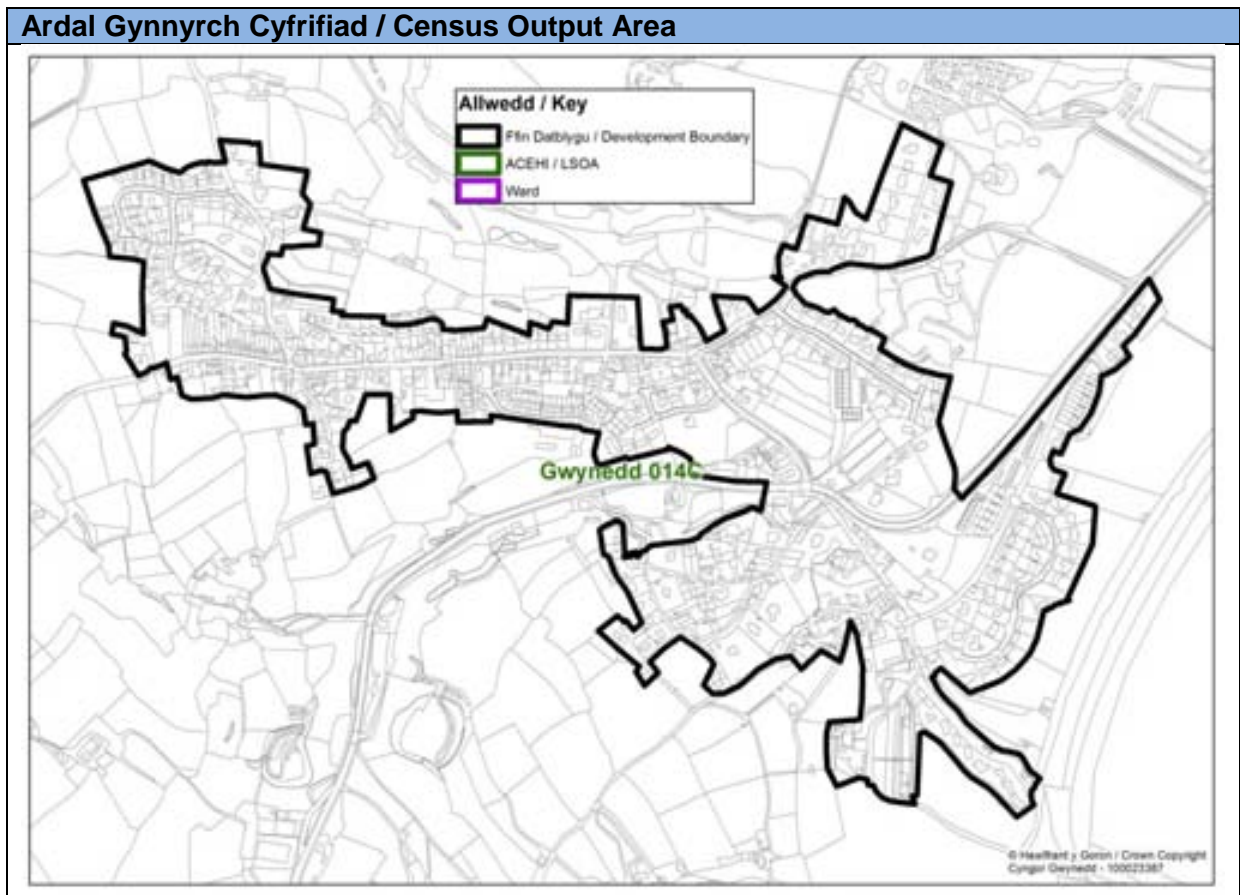 Ardal Gynnyrch Cyfrifiad / Census Output Area
Allwedd / Key
Ffin Datblygu / Development Boundary
ACEHI / LSOA
Ward
Gwynedd 014C
© Hawlfraint y Goron / Crown Copyright
Cyngor Gwynedd - 100023387